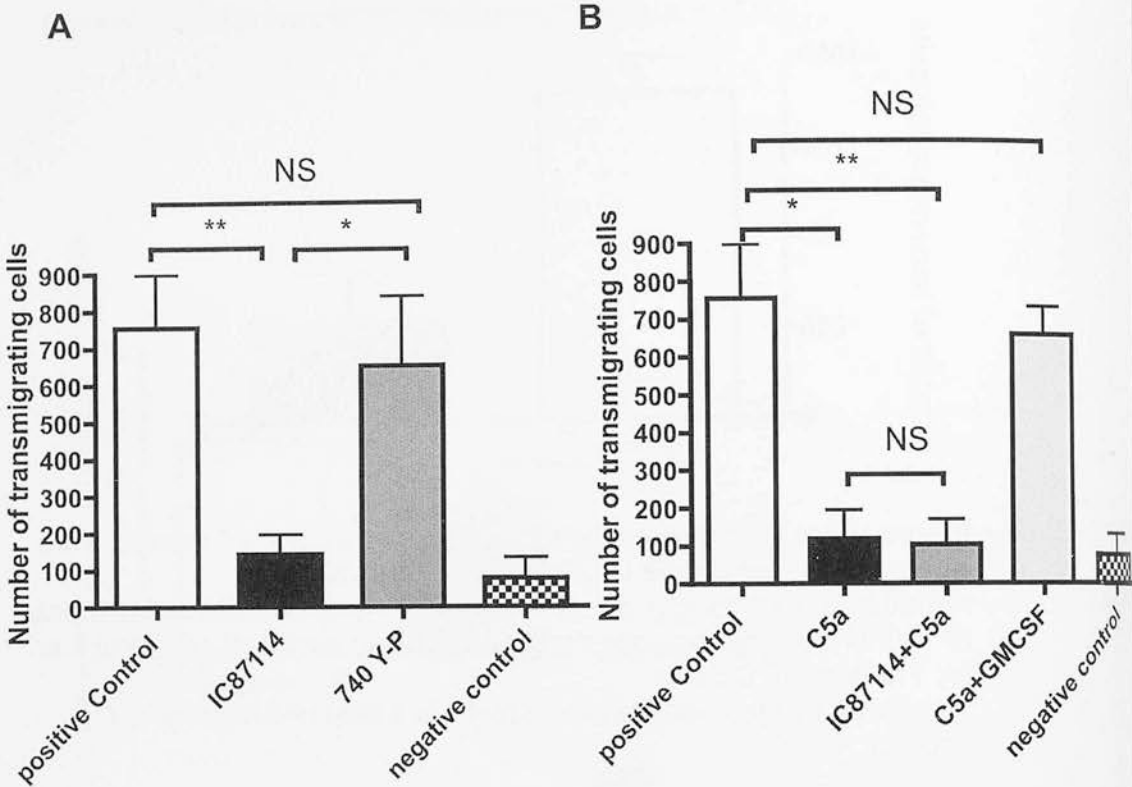 A
NS
**
*
Number of transmigrating cells
900
800
700
600
500
400
300
200
100
0
positive Control
IC87114
740 Y-P
negative control
B
NS
**
*
NS
Number of transmigrating cells
900
800
700
600
500
400
300
200
100
0
positive Control
C5a
IC87114+C5a
C5a+GMCSF
negative control